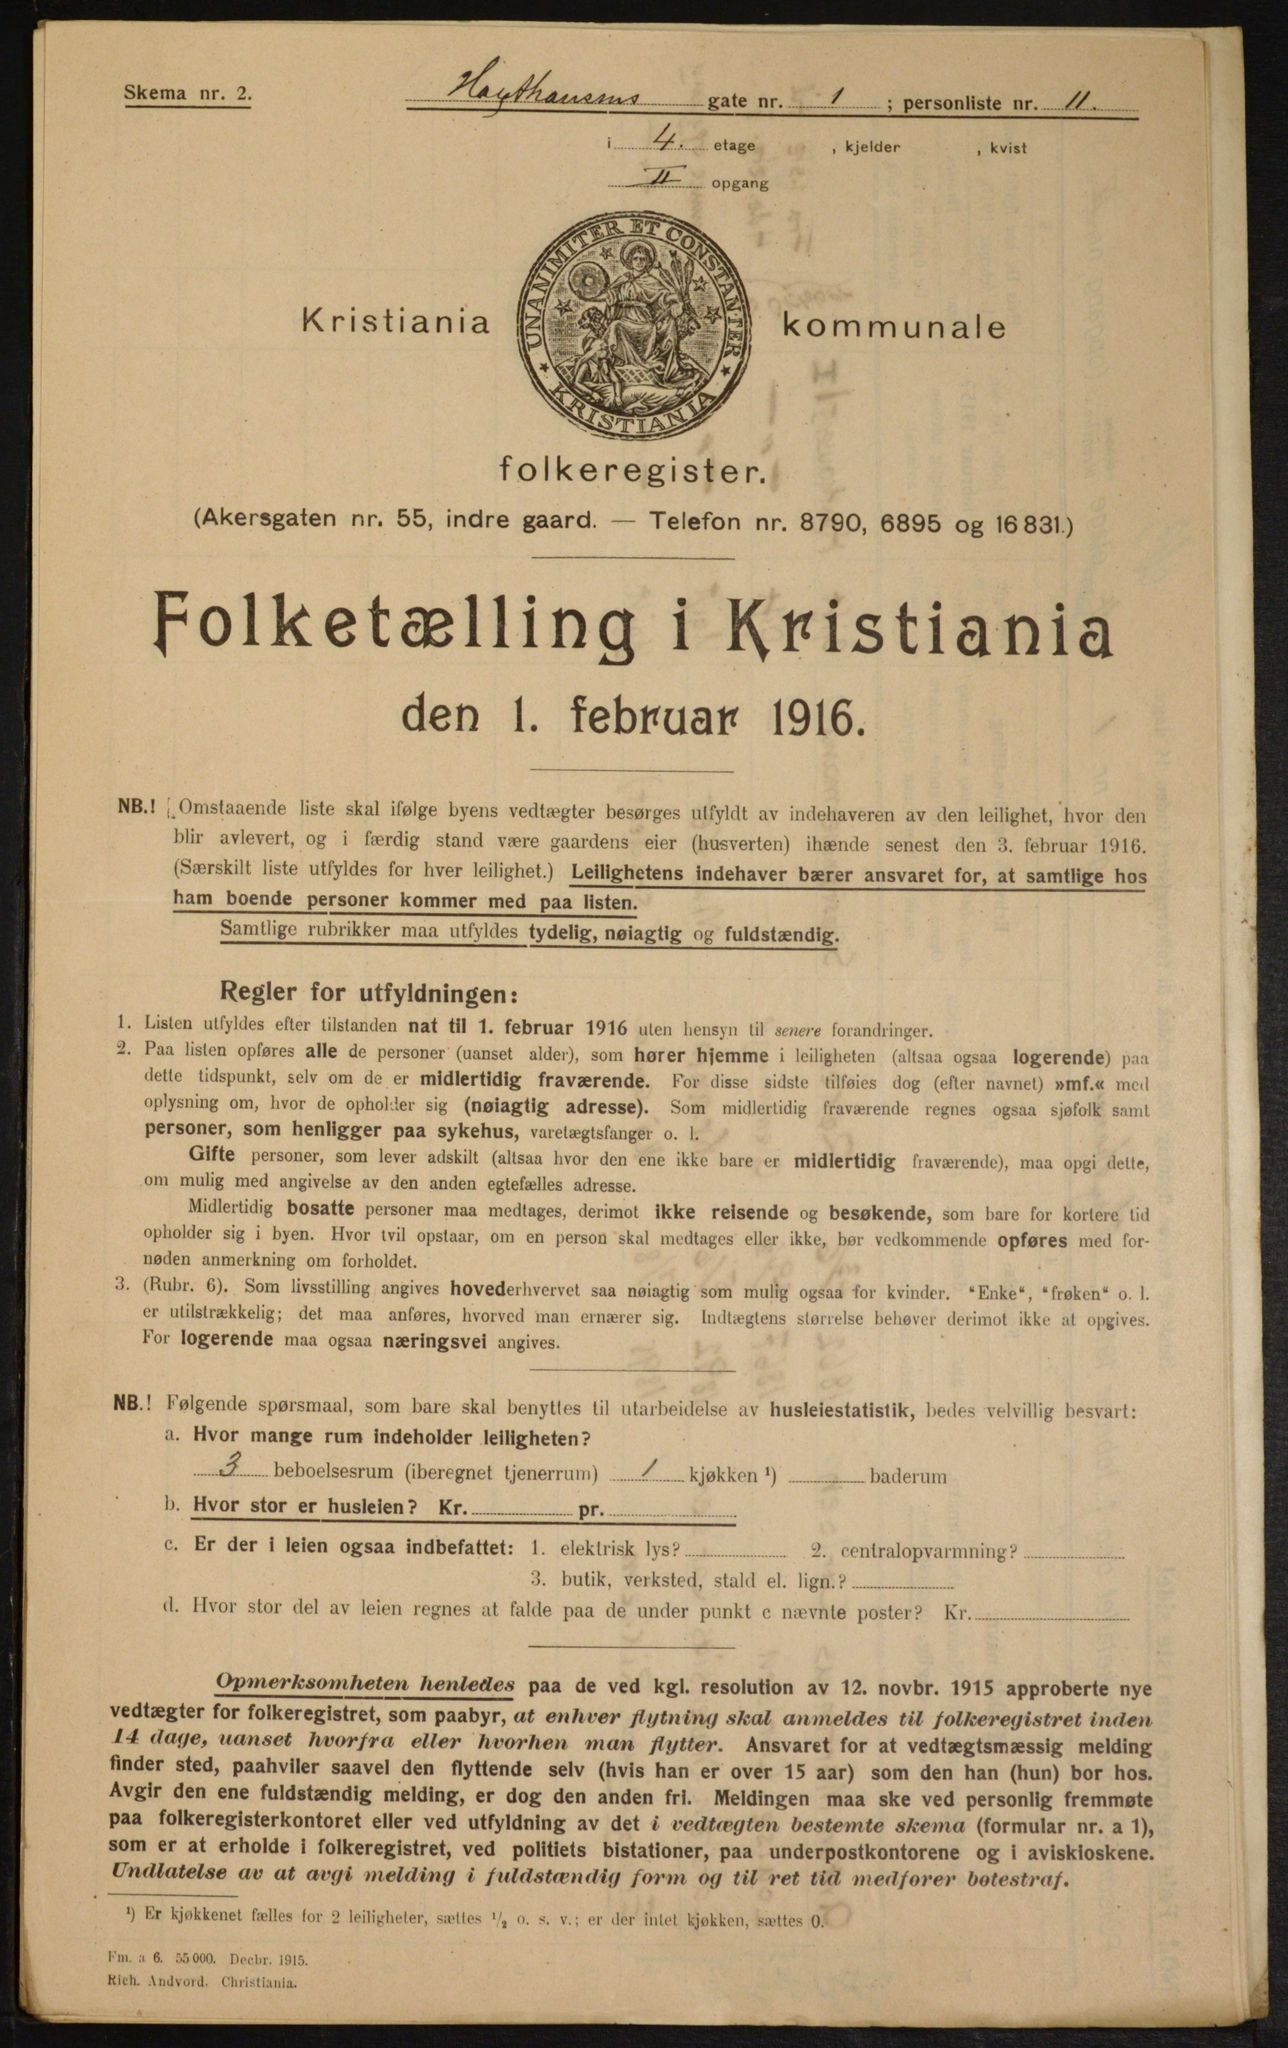 Skema nr. 2.
Hægthausens gate nr. 1 ; personliste nr. 11.
i 4. etage , kjelder , kvist
II opgang
UNANIMITER ET CONSTANTER
KRISTIANIA
Kristiania kommunale
folkeregister.
(Akersgaten nr. 55, indre gaard. — Telefon nr. 8790, 6895 og 16 831.)
Folketælling i Kristiania
den 1. februar 1916.
NB.! Omstaaende liste skal ifølge byens vedtægter besørges utfyldt av indehaveren av den leilighet, hvor den
blir avlevert, og i færdig stand være gaardens eier (husverten) ihænde senest den 3. februar 1916.
(Særskilt liste utfyldes for hver leilighet.) Leilighetens indehaver bærer ansvaret for, at samtlige hos
ham boende personer kommer med paa listen.
Samtlige rubrikker maa utfyldes tydelig, nøiagtig og fuldstændig.
Regler for utfyldningen:
1. Listen utfyldes efter tilstanden nat til 1. februar 1916 uten hensyn til senere forandringer.
2. Paa listen opføres alle de personer (uanset alder), som hører hjemme i leiligheten (altsaa ogsaa logerende) paa
dette tidspunkt, selv om de er midlertidig fraværende. For disse sidste tilføies dog (efter navnet) »mf.« med
oplysning om, hvor de opholder sig (nøiagtig adresse). Som midlertidig fraværende regnes ogsaa sjøfolk samt
personer, som henligger paa sykehus, varetægtsfanger o. l.
Gifte personer, som lever adskilt (altsaa hvor den ene ikke bare er midlertidig fraværende), maa opgi dette,
om mulig med angivelse av den anden egtefælles adresse.
Midlertidig bosatte personer maa medtages, derimot ikke reisende og besøkende, som bare for kortere tid
opholder sig i byen. Hvor tvil opstaar, om en person skal medtages eller ikke, bør vedkommende opføres med for-
nøden anmerkning om forholdet.
3. (Rubr. 6). Som livsstilling angives hovederhvervet saa nøiagtig som mulig ogsaa for kvinder. "Enke", "frøken" o. l.
er utilstrækkelig; det maa anføres, hvorved man ernærer sig. Indtægtens størrelse behøver derimot ikke at opgives.
For logerende maa ogsaa næringsvei angives.
NB.! Følgende spørsmaal, som bare skal benyttes til utarbeidelse av husleiestatistik, bedes velvillig besvart:
a. Hvor mange rum indeholder leiligheten?
3 beboelsesrum (iberegnet tjenerrum) 1 kjøkken ¹) baderum
b. Hvor stor er husleien? Kr. pr.
c. Er der i leien ogsaa indbefattet: 1. elektrisk lys? 2. centralopvarmning?
3. butik, verksted, stald el. lign.?
d. Hvor stor del av leien regnes at falde paa de under punkt c nævnte poster? Kr.
Opmerksomheten henledes paa de ved kgl. resolution av 12. novbr. 1915 approberte nye
vedtægter for folkeregistret, som paabyr, at enhver flytning skal anmeldes til folkeregistret inden
14 dage, uanset hvorfra eller hvorhen man flytter. Ansvaret for at vedtægtsmæssig melding
finder sted, paahviler saavel den flyttende selv (hvis han er over 15 aar) som den han (hun) bor hos.
Avgir den ene fuldstændig melding, er dog den anden fri. Meldingen maa ske ved personlig fremmøte
paa folkeregisterkontoret eller ved utfyldning av det i vedtægten bestemte skema (formular nr. a 1),
som er at erholde i folkeregistret, ved politiets bistationer, paa underpostkontorene og i aviskioskene.
Undlatelse av at avgi melding i fuldstændig form og til ret tid medfører bøtestraf.
¹) Er kjøkkenet fælles for 2 leiligheter, sættes 1/2 o. s. v.; er der intet kjøkken, sættes 0.
Fm. a 6. 55 000. Decbr. 1915.
Rich. Andvord. Christiania.